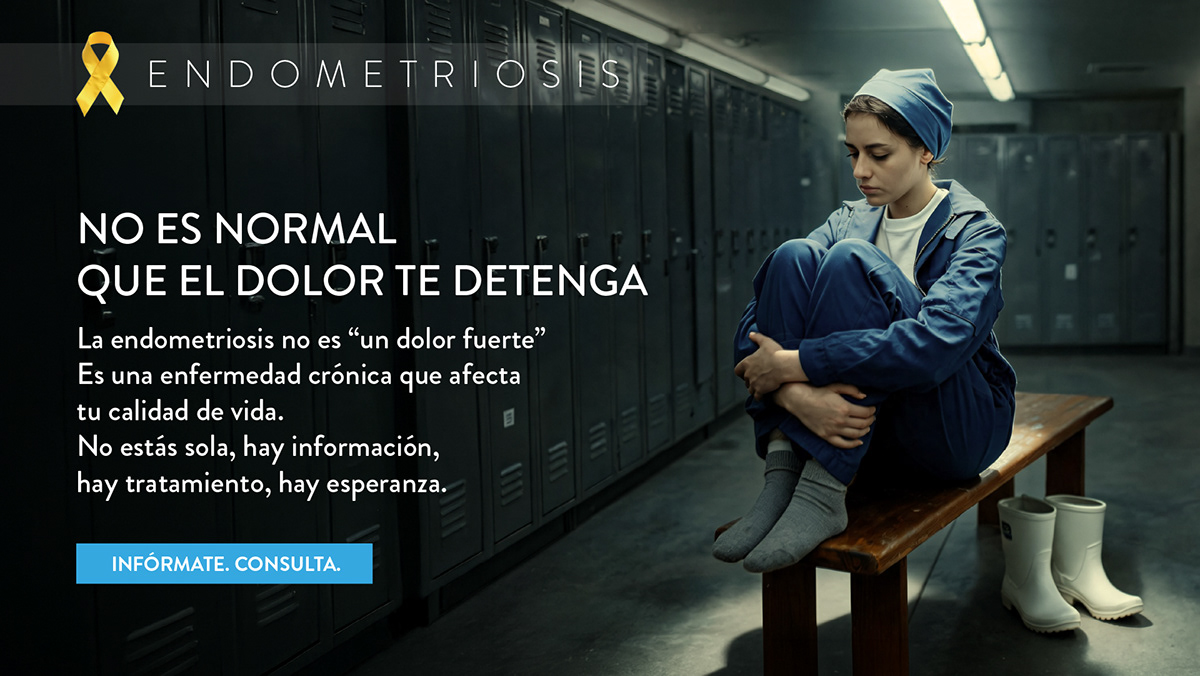 ENDOMETRIOSIS
NO ES NORMAL
QUE EL DOLOR TE DETENGA
La endometriosis no es “un dolor fuerte”
Es una enfermedad crónica que afecta
tu calidad de vida.
No estás sola, hay información,
hay tratamiento, hay esperanza.
INFÓRMATE. CONSULTA.